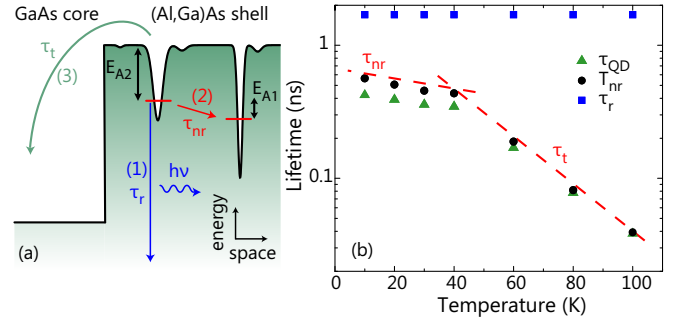 GaAs core
(Al,Ga)As shell
τt
(3)
EA2
EA1
(2)
τnr
(1)
τr
hν
energy
space
(a)
Lifetime (ns)
1
0.1
τnr
τQD
Tnr
τr
τt
(b)
0 20 40 60 80 100
Temperature (K)